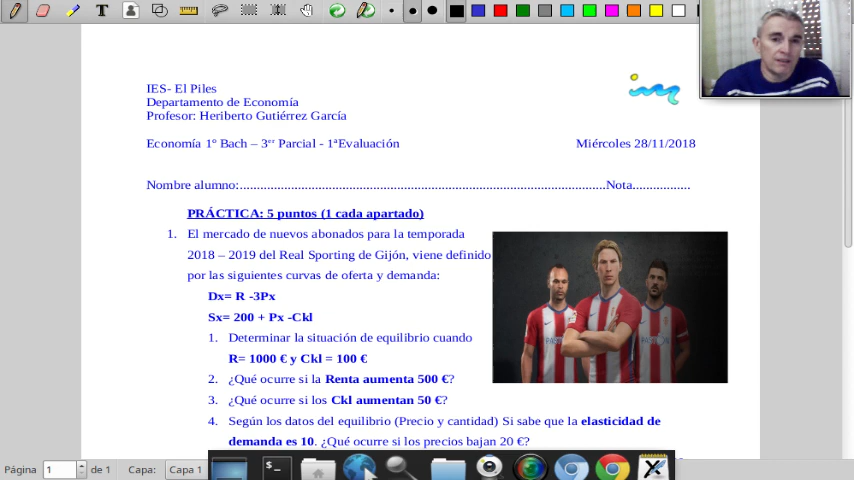 IES- El Piles
Departamento de Economía
Profesor: Heriberto Gutiérrez García
Economía 1º Bach – 3er Parcial - 1ªEvaluación Miércoles 28/11/2018
Nombre alumno:..............................................................................................................Nota.................
PRÁCTICA: 5 puntos (1 cada apartado)
1. El mercado de nuevos abonados para la temporada
2018 – 2019 del Real Sporting de Gijón, viene definido
por las siguientes curvas de oferta y demanda:
Dx= R -3Px
Sx= 200 + Px -Ckl
1. Determinar la situación de equilibrio cuando
R= 1000 € y Ckl = 100 €
2. ¿Qué ocurre si la Renta aumenta 500 €?
3. ¿Qué ocurre si los Ckl aumentan 50 €?
4. Según los datos del equilibrio (Precio y cantidad) Si sabe que la elasticidad de
demanda es 10. ¿Qué ocurre si los precios bajan 20 €?
Página 1 de 1 Capa: Capa 1